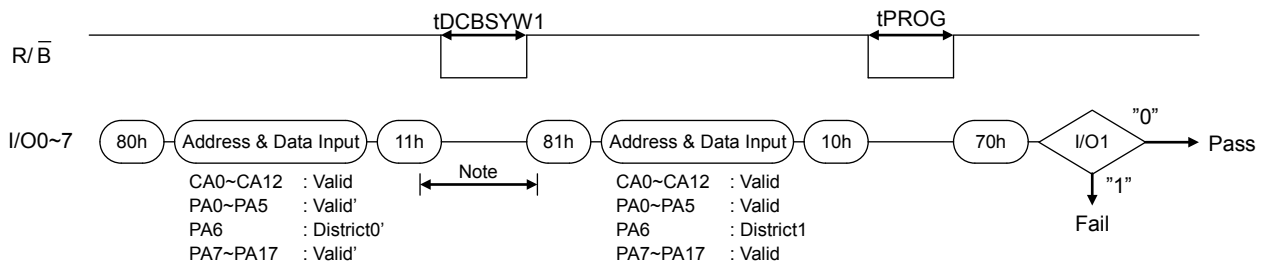 tDCBSYW1
tPROG
R/B̅
I/O0~7
80h
Address & Data Input
11h
81h
Address & Data Input
10h
70h
I/O1
”0”
Pass
Note
”1”
Fail
CA0~CA12 : Valid
PA0~PA5 : Valid’
PA6 : District0’
PA7~PA17 : Valid’
CA0~CA12 : Valid
PA0~PA5 : Valid
PA6 : District1
PA7~PA17 : Valid